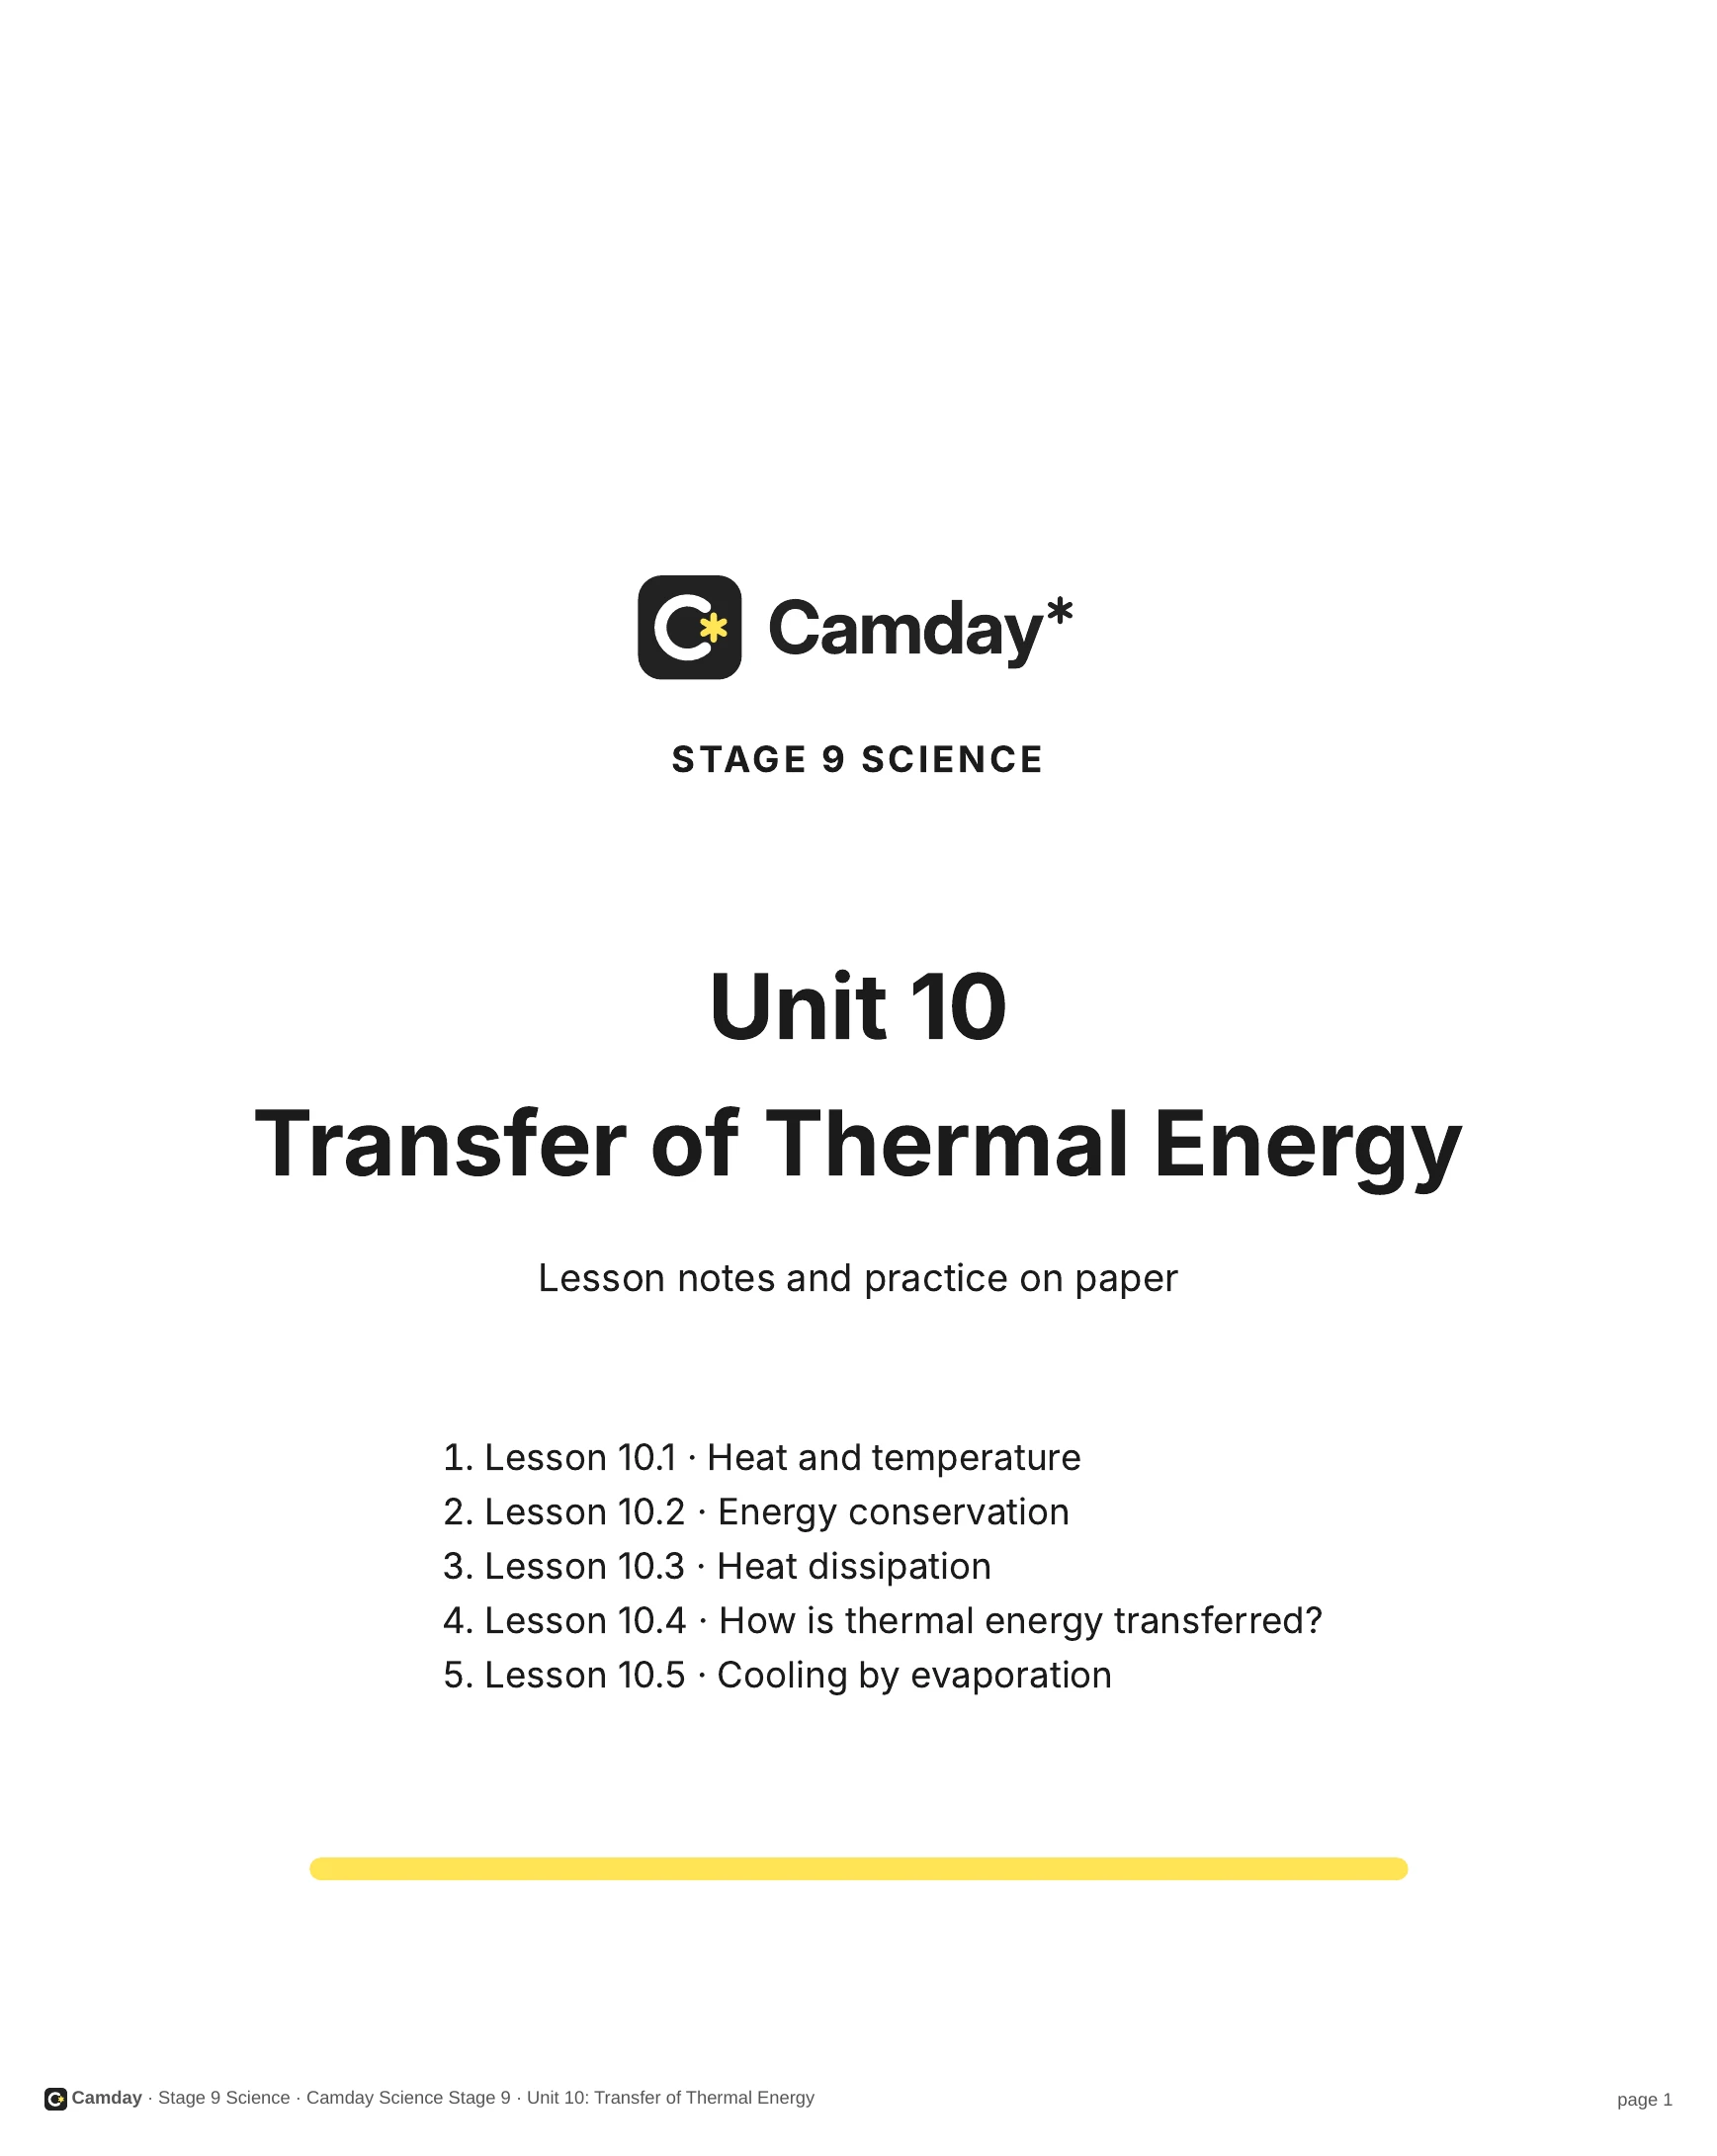 Camday*
STAGE 9 SCIENCE
Unit 10
Transfer of Thermal Energy
Lesson notes and practice on paper
1. Lesson 10.1 · Heat and temperature
2. Lesson 10.2 · Energy conservation
3. Lesson 10.3 · Heat dissipation
4. Lesson 10.4 · How is thermal energy transferred?
5. Lesson 10.5 · Cooling by evaporation
Camday · Stage 9 Science · Camday Science Stage 9 · Unit 10: Transfer of Thermal Energy
page 1